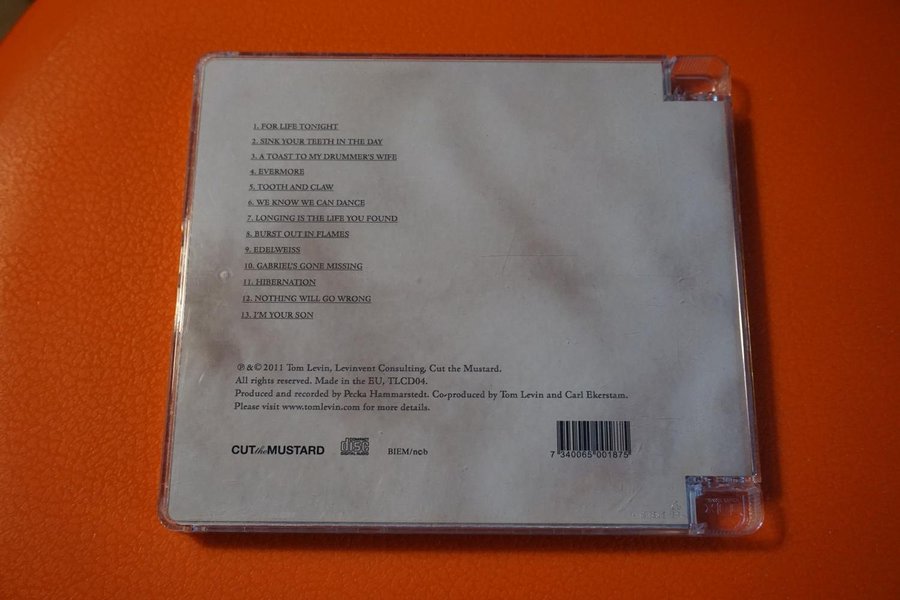 1. FOR LIFE TONIGHT
2. SINK YOUR TEETH IN THE DAY
3. A TOAST TO MY DRUMMER'S WIFE
4. EVERMORE
5. TOOTH AND CLAW
6. WE KNOW WE CAN DANCE
7. LONGING IS THE LIFE YOU FOUND
8. BURST OUT IN FLAMES
9. EDELWEISS
10. GABRIEL'S GONE MISSING
11. HIBERNATION
12. NOTHING WILL GO WRONG
13. I'M YOUR SON
℗ & © 2011 Tom Levin, Levinvent Consulting, Cut the Mustard.
All rights reserved. Made in the EU, TLCD04.
Produced and recorded by Pecka Hammarstedt. Co-produced by Tom Levin and Carl Ekerstam.
Please visit www.tomlevin.com for more details.
CUT the MUSTARD
COMPACT disc DIGITAL AUDIO
BIEM/ncb
7 340065 001875